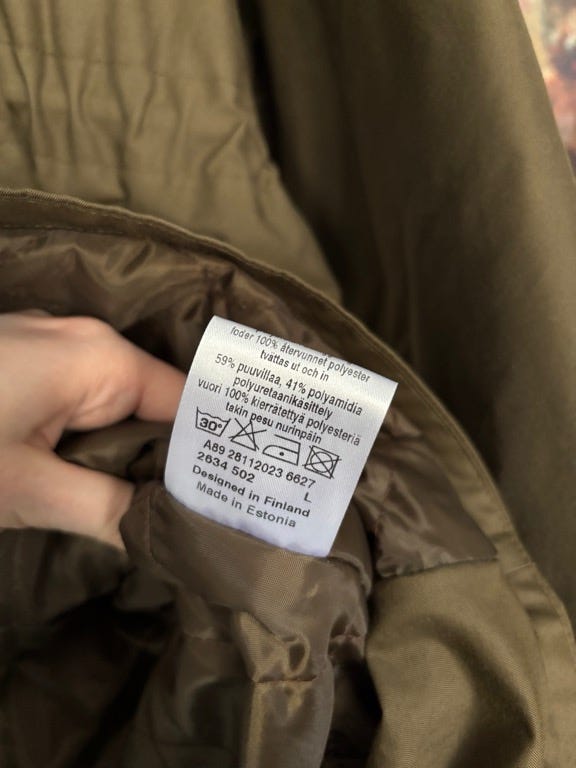 foder 100% återvunnet polyester
tvättas ut och in
59% puuvillaa, 41% polyamidia
polyuretaanikäsittely
vuori 100% kierrätettyä polyesteriä
takin pesu nurinpäin
30°
A89 28112023 6627
2634 502 L
Designed in Finland
Made in Estonia